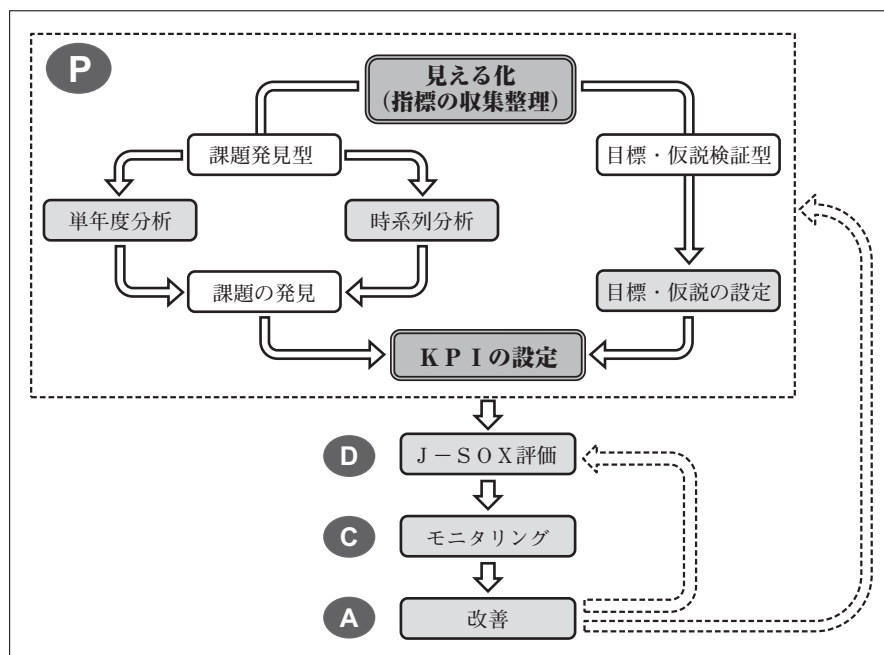 P
見える化
（指標の収集整理）
課題発見型
目標・仮説検証型
単年度分析
時系列分析
課題の発見
目標・仮説の設定
ＫＰＩの設定
D
Ｊ－ＳＯＸ評価
C
モニタリング
A
改善